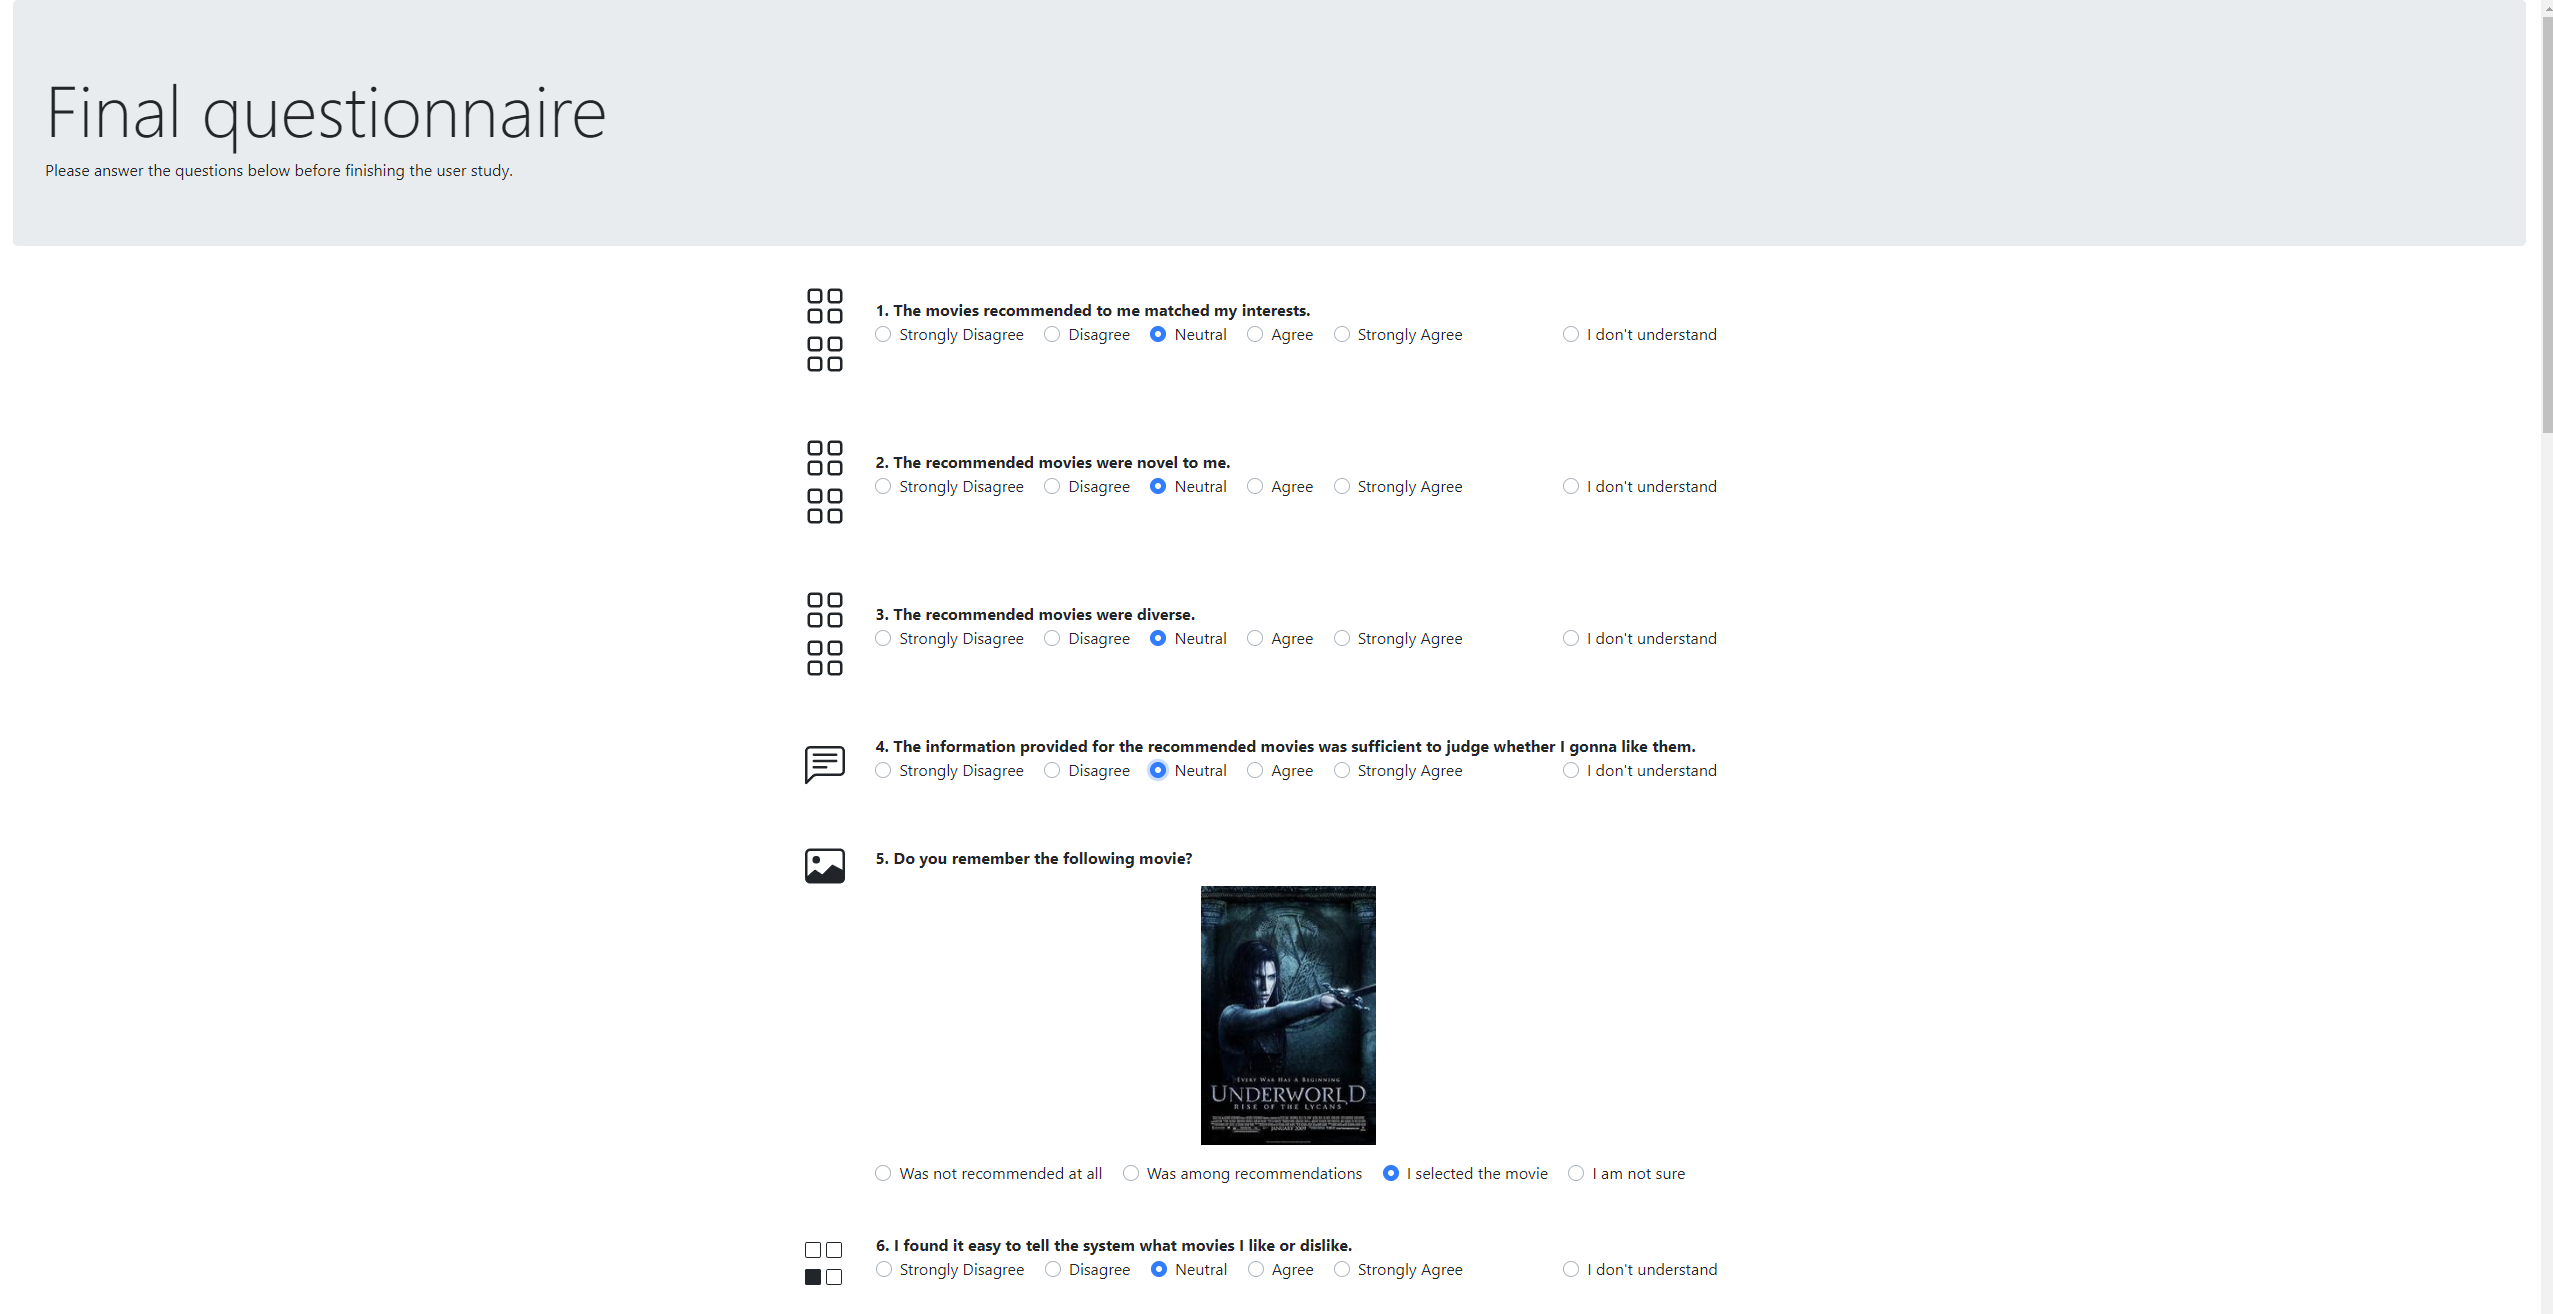 Final questionnaire
Please answer the questions below before finishing the user study.
1. The movies recommended to me matched my interests.
Strongly Disagree Disagree Neutral Agree Strongly Agree I don't understand
2. The recommended movies were novel to me.
Strongly Disagree Disagree Neutral Agree Strongly Agree I don't understand
3. The recommended movies were diverse.
Strongly Disagree Disagree Neutral Agree Strongly Agree I don't understand
4. The information provided for the recommended movies was sufficient to judge whether I gonna like them.
Strongly Disagree Disagree Neutral Agree Strongly Agree I don't understand
5. Do you remember the following movie?
EVERY WAR HAS A BEGINNING
UNDERWORLD
RISE OF THE LYCANS
JANUARY 2009
Was not recommended at all Was among recommendations I selected the movie I am not sure
6. I found it easy to tell the system what movies I like or dislike.
Strongly Disagree Disagree Neutral Agree Strongly Agree I don't understand